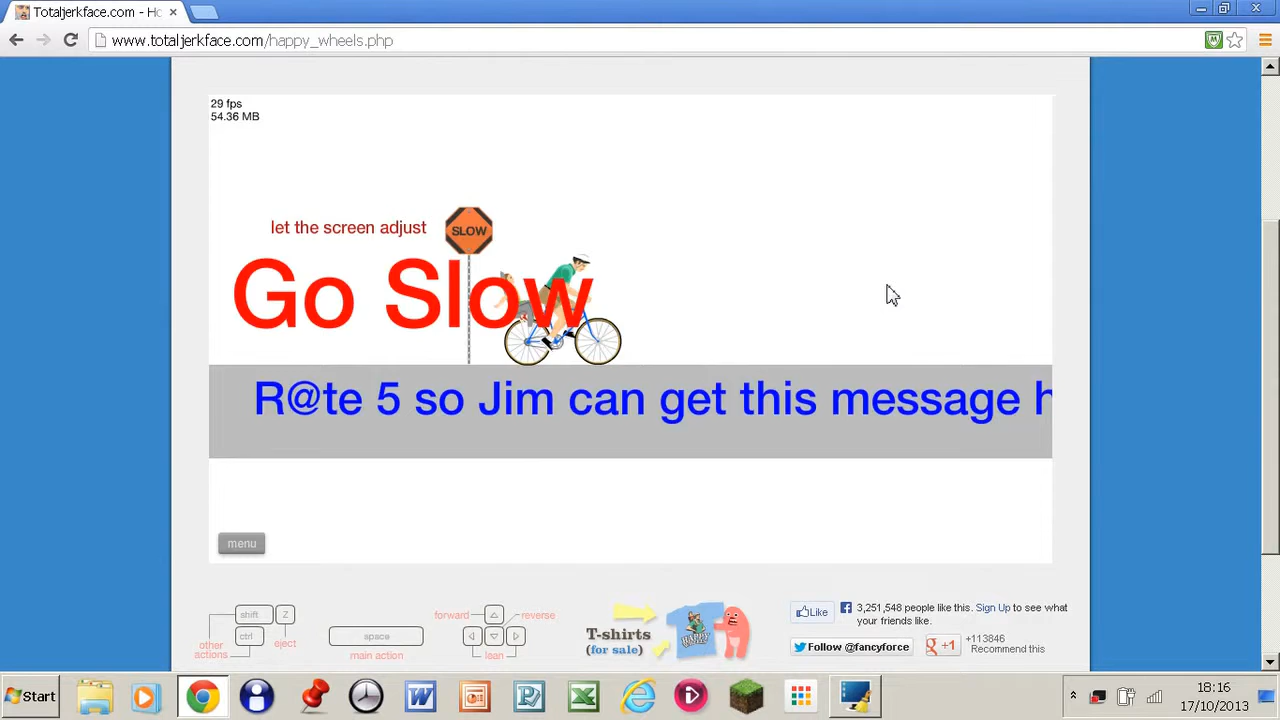 Totaljerkface.com - Ho
www.totaljerkface.com/happy_wheels.php
29 fps
54.36 MB
let the screen adjust
SLOW
Go Slow
R@te 5 so Jim can get this message h
menu
shift
Z
ctrl
other
actions
eject
space
main action
forward
reverse
lean
T-shirts
(for sale)
HAPPY
WHEELS
Like
3,251,548 people like this. Sign Up to see what
your friends like.
Follow @fancyforce
+1
+113846
Recommend this
Start
18:16
17/10/2013